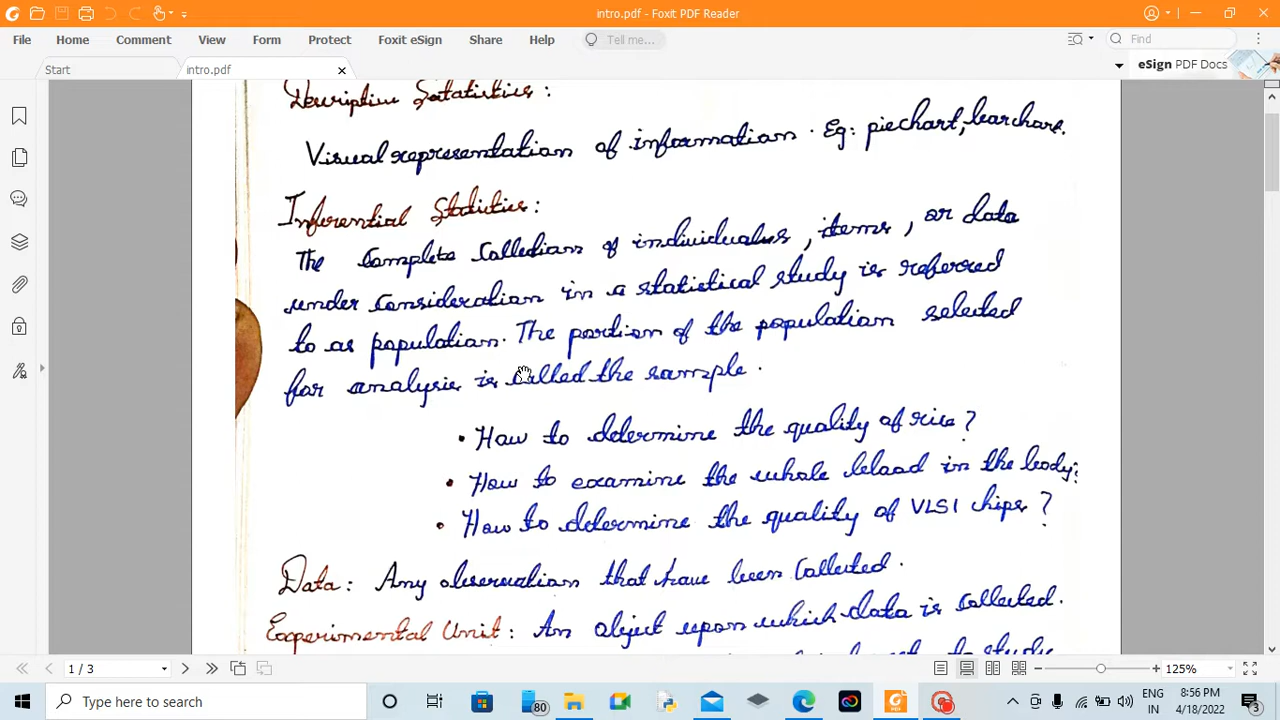 intro.pdf - Foxit PDF Reader
File Home Comment View Form Protect Foxit eSign Share Help Tell me... Find
Start intro.pdf eSign PDF Docs
Descriptive Statistics :
Visual representation of information . Eg: piechart, barchart.
Inferential Statistics :
The complete collection of individuals , items , or data
under consideration in a statistical study is referred
to as population. The portion of the population selected
for analysis is called the sample .
• How to determine the quality of rice ?
• How to examine the whole blood in the body?
• How to determine the quality of VLSI chips ?
Data : Any observation that have been collected .
Experimental Unit : An object upon which data is collected .
to study
1 / 3 125%
Type here to search 80 ENG 8:56 PM
IN 4/18/2022 3